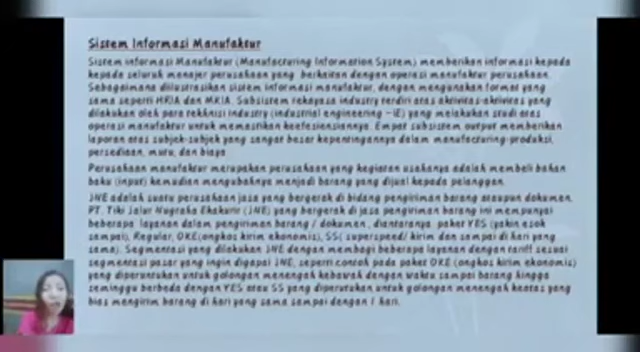 Sistem Informasi Manufaktur
Sistem informasi Manufaktur (Manufacturing Information System) memberikan informasi kepada
kepada seluruh manajer perusahaan yang berkaitan dengan operasi manufaktur perusahaan.
Sebagaimana diilustrasikan sistem informasi manufaktur, dengan mengunakan format yang
sama seperti HRIA dan MKIA. Subsistem rekayasa industry terdiri atas aktivitas-aktivitas yang
dilakukan oleh para tekhnisi industry (industrial engineering -IE) yang melakukan studi atas
operasi manufaktur untuk memastikan keefesiensiannya. Empat subsistem output memberikan
laporan atas subjek-subjek yang sangat besar kepentingannya dalam manufacturing-produksi,
persediaan, mutu, dan biaya
Perusahaan manufaktur merupakan perusahaan yang kegiatan usahanya adalah membeli bahan
baku (input) kemudian mengubahnya menjadi barang yang dijual kepada pelanggan.
JNE adalah suatu perusahaan jasa yang bergerak di bidang pengiriman barang ataupun dokumen.
PT. Tiki Jalur Nugraha Ekakurir (JNE) yang bergerak di jasa pengiriman barang ini mempunyai
beberapa layanan dalam pengiriman barang / dokumen, diantaranya paket YES (yakin esok
sampai), Regular, OKE(ongkos kirim ekonomis), SS( superspeed/ kirim dan sampai di hari yang
sama). Segmentasi yang dilakukan JNE dengan membagi beberapa layanan dengan tariff sesuai
segmentasi pasar yang ingin digapai JNE, seperti contoh pada paket OKE (ongkos kirim ekonomis)
yang diperuntukan untuk golongan menengah kebawah dengan waktu sampai barang hingga
seminggu berbeda dengan YES atau SS yang diperutukan untuk golongan menengah keatas yang
bias mengirim barang di hari yang sama sampai dengan 1 hari.